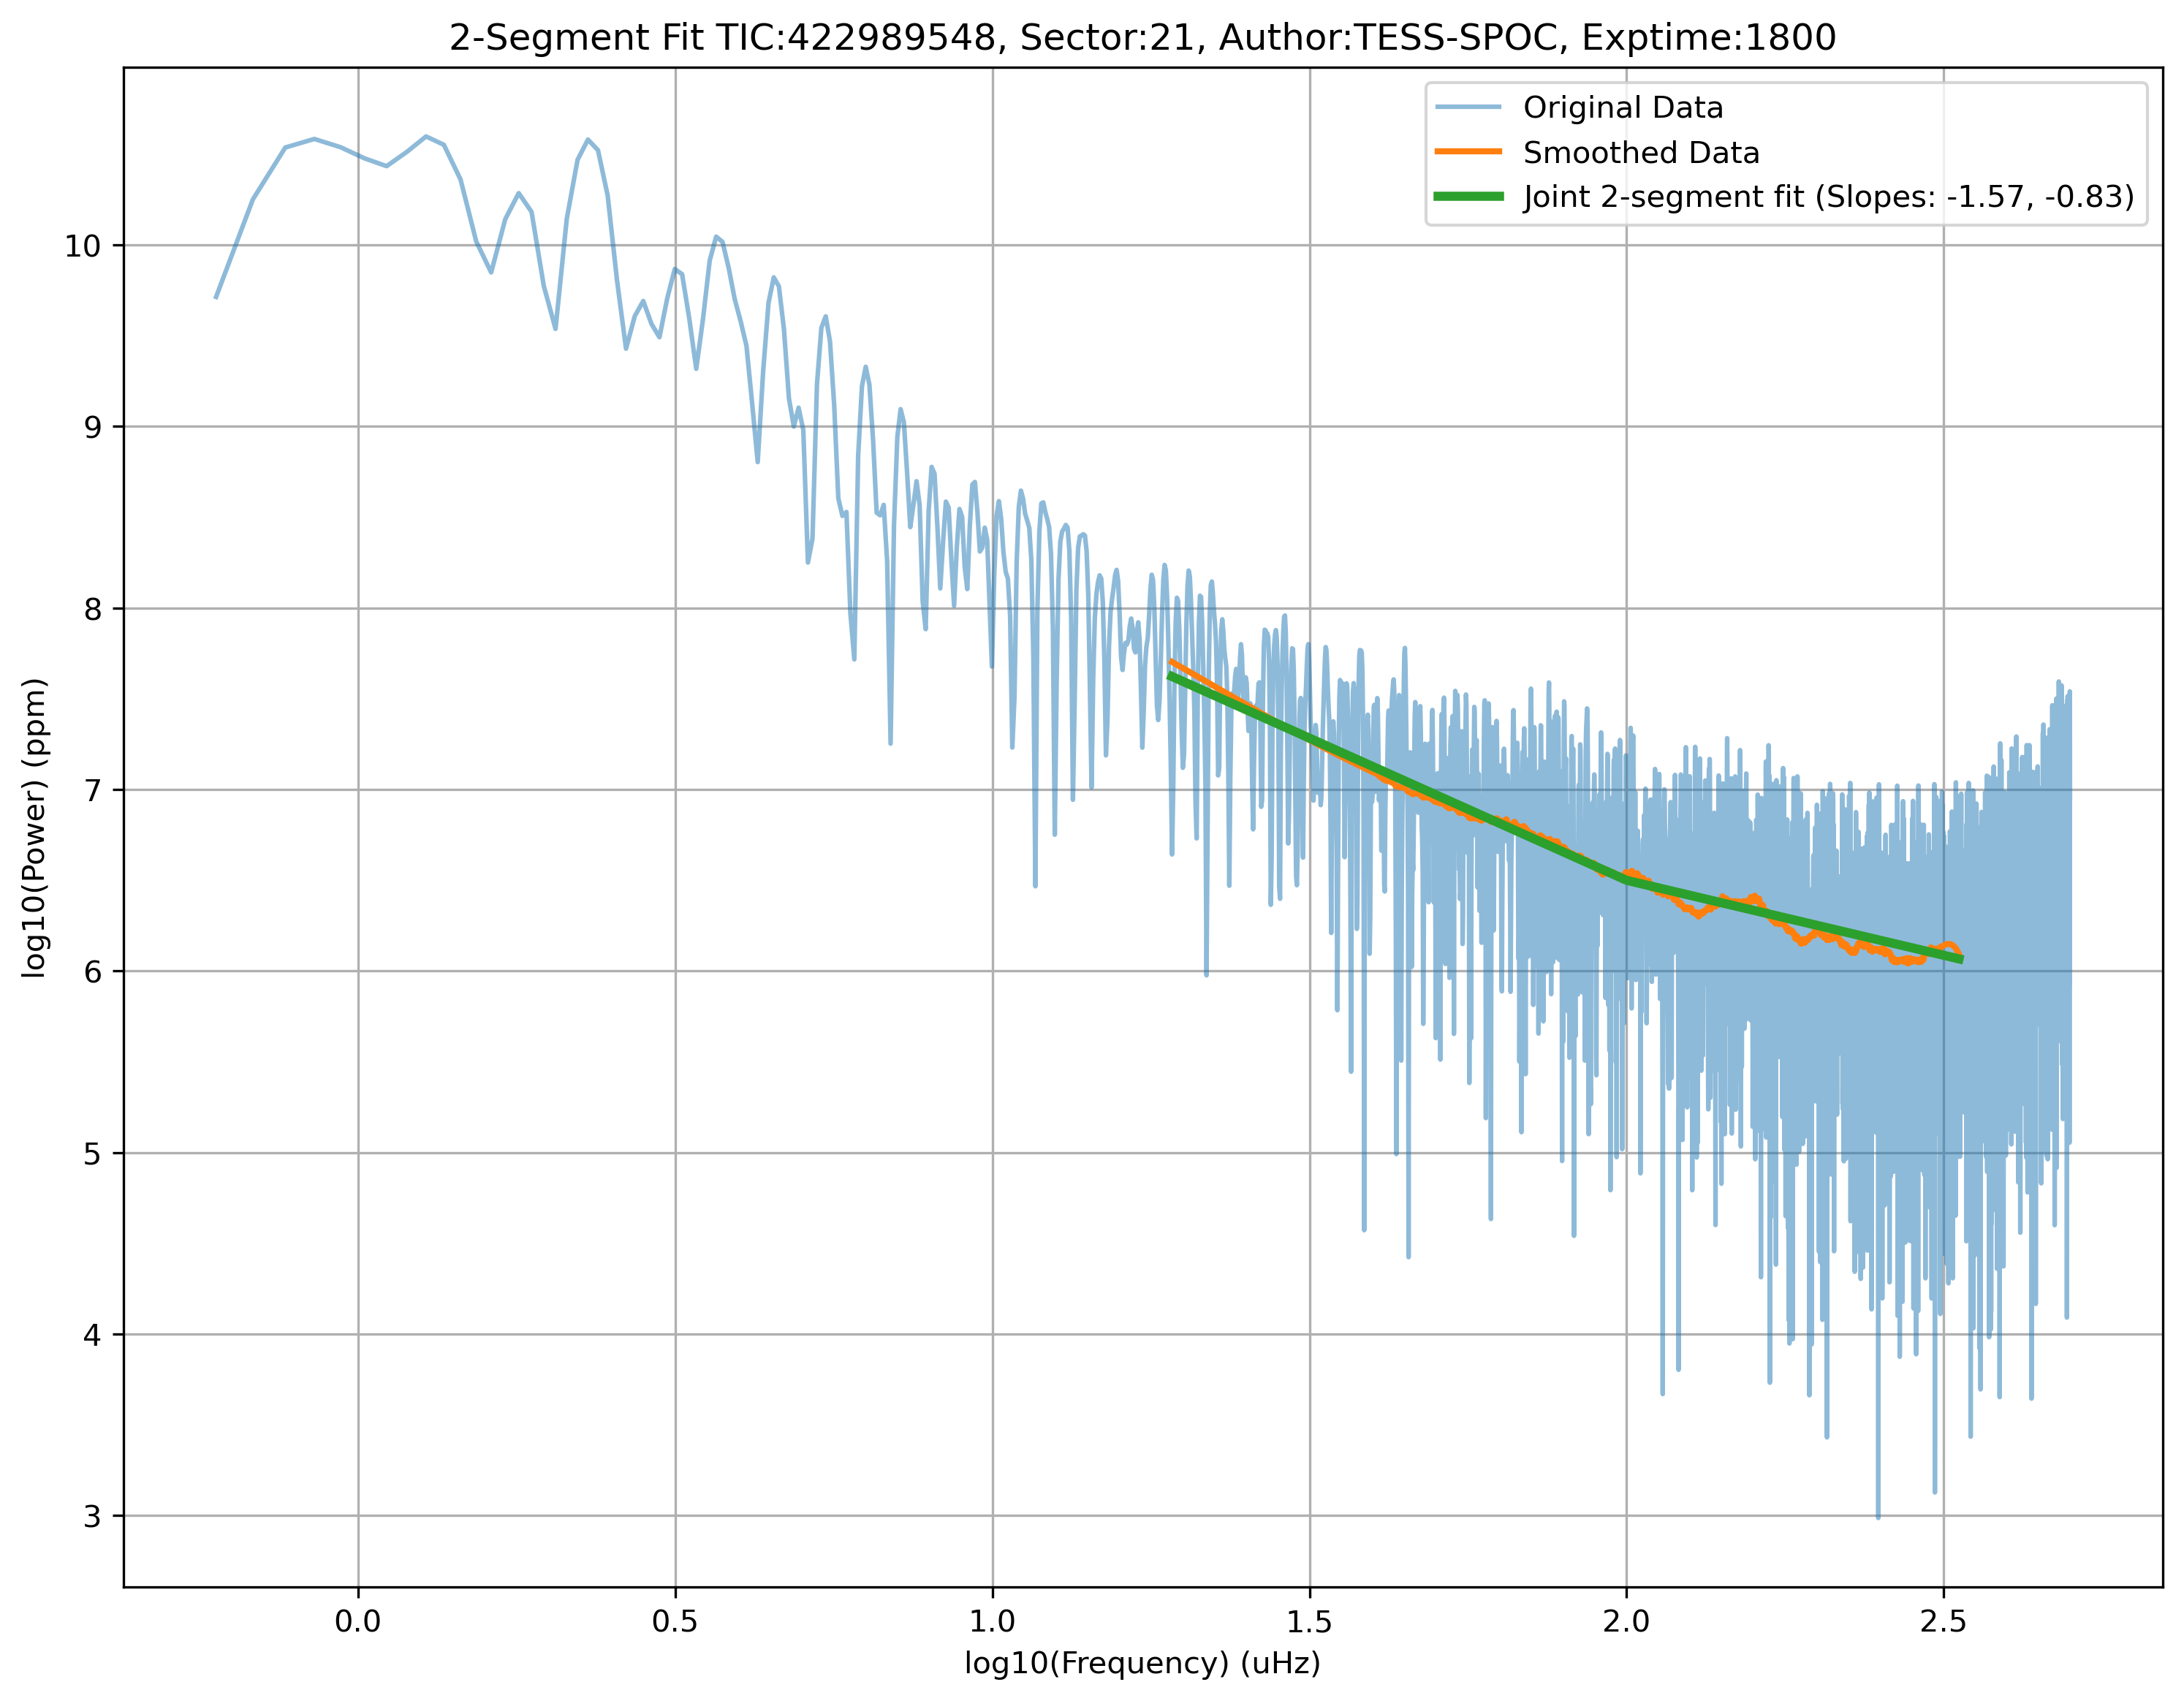 2-Segment Fit TIC:422989548, Sector:21, Author:TESS-SPOC, Exptime:1800
Original Data
Smoothed Data
Joint 2-segment fit (Slopes: -1.57, -0.83)
log10(Power) (ppm)
10
9
8
7
6
5
4
3
0.0 0.5 1.0 1.5 2.0 2.5
log10(Frequency) (uHz)